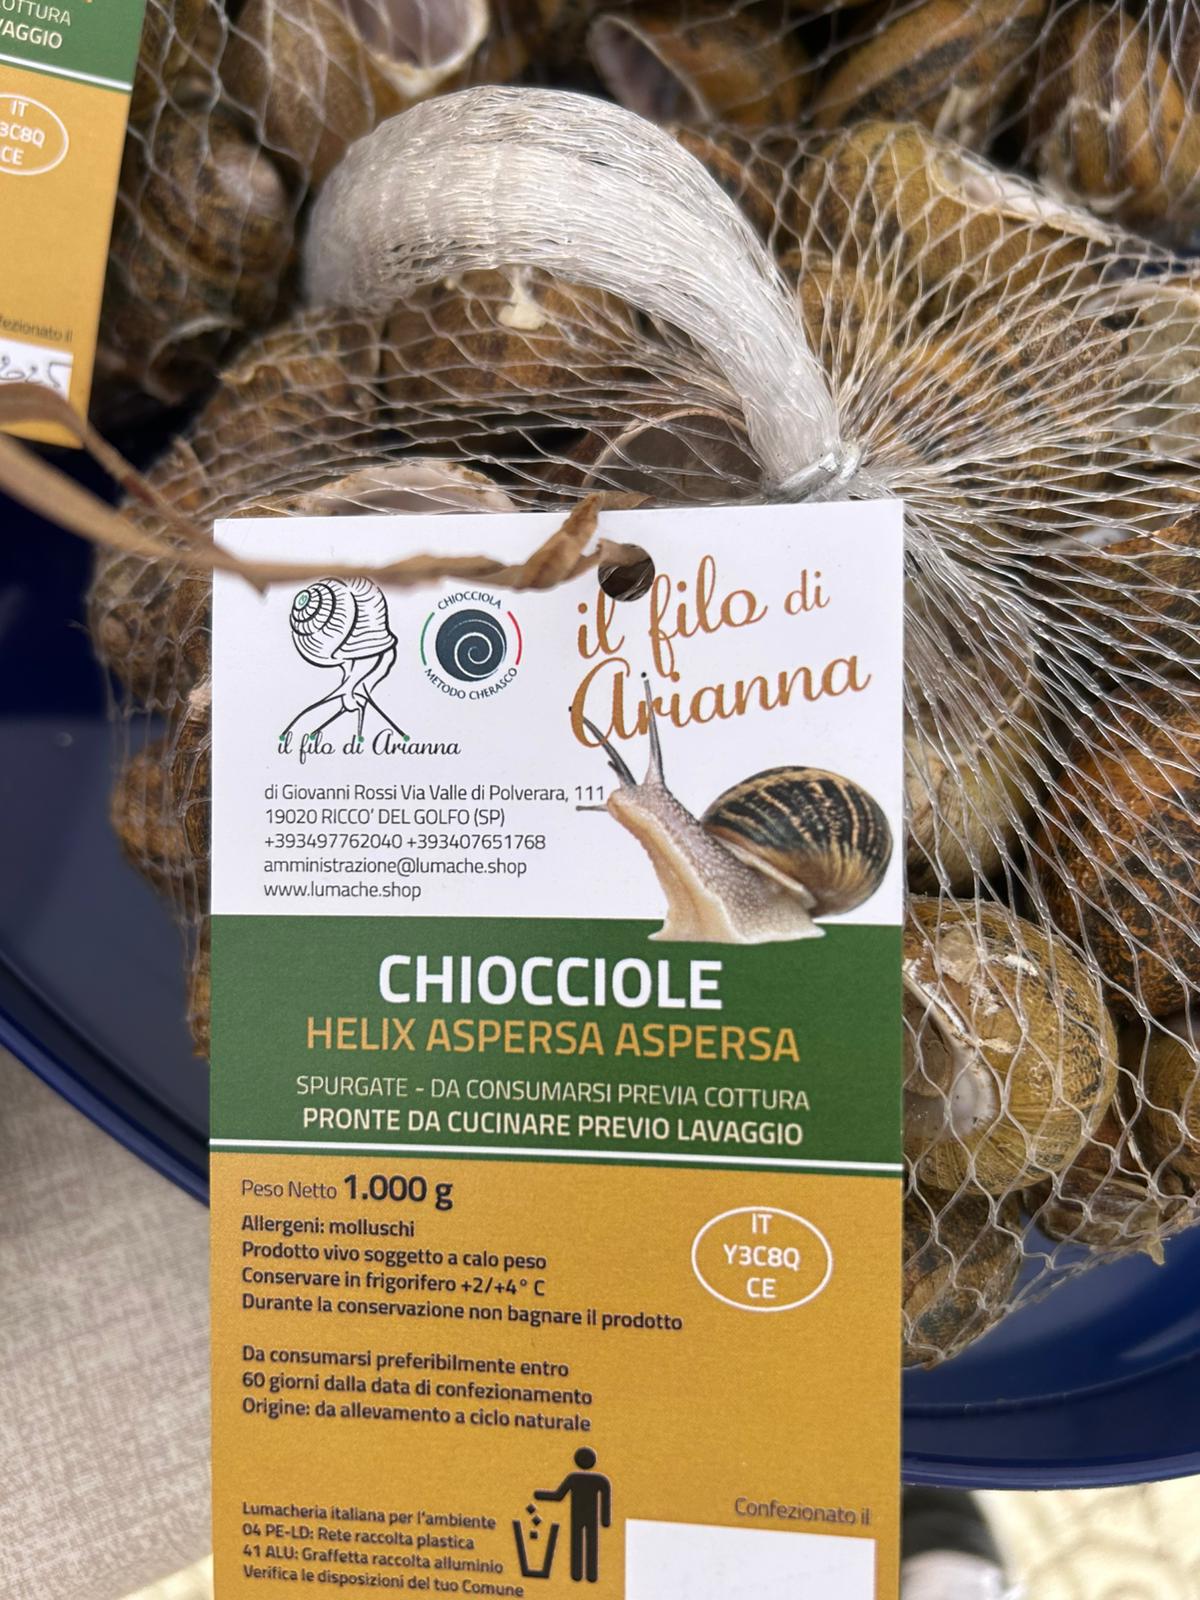 COTTURA
VAGGIO
IT
3C8Q
CE
fezionato il
2025
CHIOCCIOLA
METODO CHERASCO
il filo di Arianna
il filo di
Arianna
di Giovanni Rossi Via Valle di Polverara, 111
19020 RICCO' DEL GOLFO (SP)
+393497762040 +393407651768
amministrazione@lumache.shop
www.lumache.shop
CHIOCCIOLE
HELIX ASPERSA ASPERSA
SPURGATE - DA CONSUMARSI PREVIA COTTURA
PRONTE DA CUCINARE PREVIO LAVAGGIO
Peso Netto 1.000 g
Allergeni: molluschi
Prodotto vivo soggetto a calo peso
Conservare in frigorifero +2/+4° C
Durante la conservazione non bagnare il prodotto
IT
Y3C8Q
CE
Da consumarsi preferibilmente entro
60 giorni dalla data di confezionamento
Origine: da allevamento a ciclo naturale
Lumacheria italiana per l'ambiente
04 PE-LD: Rete raccolta plastica
41 ALU: Graffetta raccolta alluminio
Verifica le disposizioni del tuo Comune
Confezionato il